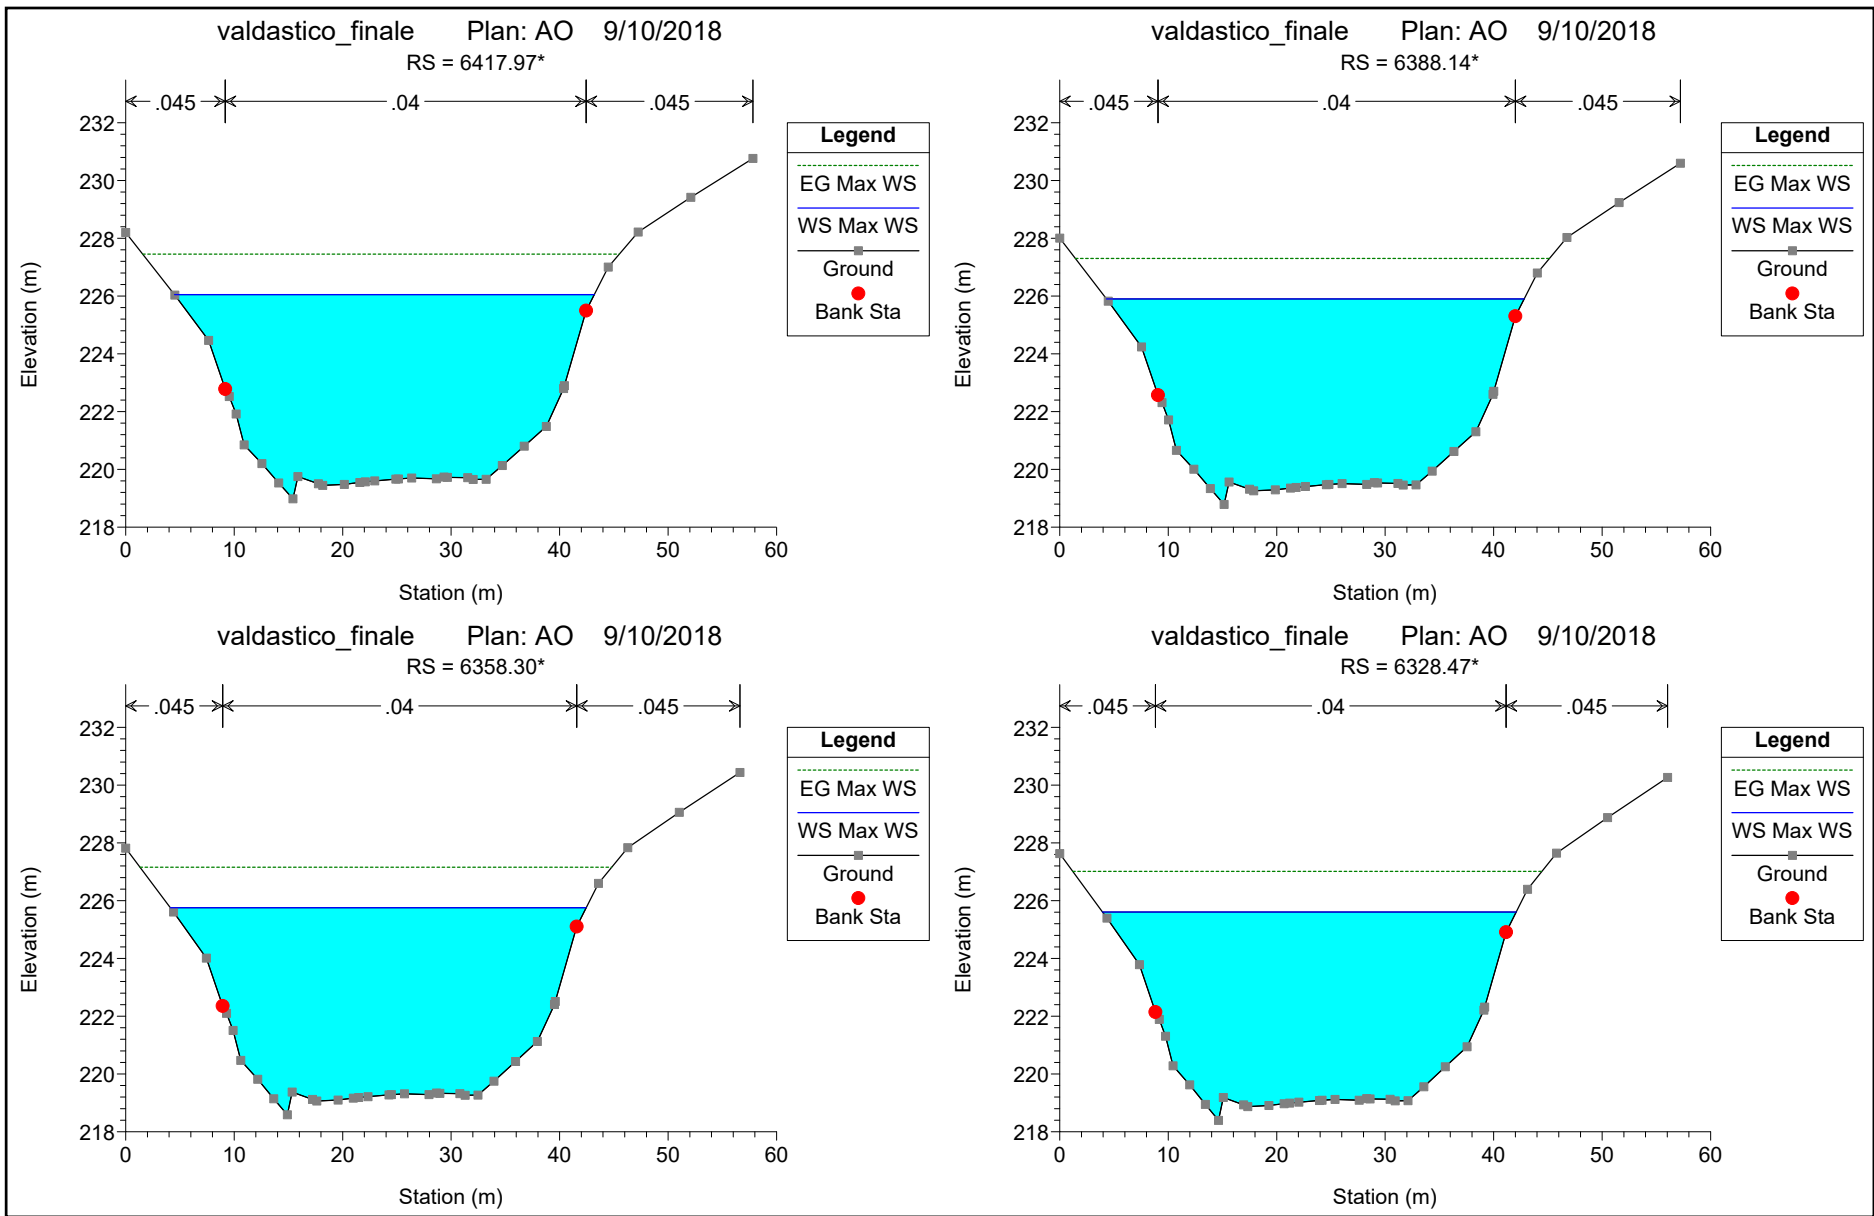 valdastico_finale Plan: AO 9/10/2018
RS = 6417.97*
.045 .04 .045
232
230
228
226
224
222
220
218
0 10 20 30 40 50 60
Elevation (m)
Station (m)
Legend
EG Max WS
WS Max WS
Ground
Bank Sta
valdastico_finale Plan: AO 9/10/2018
RS = 6388.14*
.045 .04 .045
232
230
228
226
224
222
220
218
0 10 20 30 40 50 60
Elevation (m)
Station (m)
Legend
EG Max WS
WS Max WS
Ground
Bank Sta
valdastico_finale Plan: AO 9/10/2018
RS = 6358.30*
.045 .04 .045
232
230
228
226
224
222
220
218
0 10 20 30 40 50 60
Elevation (m)
Station (m)
Legend
EG Max WS
WS Max WS
Ground
Bank Sta
valdastico_finale Plan: AO 9/10/2018
RS = 6328.47*
.045 .04 .045
232
230
228
226
224
222
220
218
0 10 20 30 40 50 60
Elevation (m)
Station (m)
Legend
EG Max WS
WS Max WS
Ground
Bank Sta